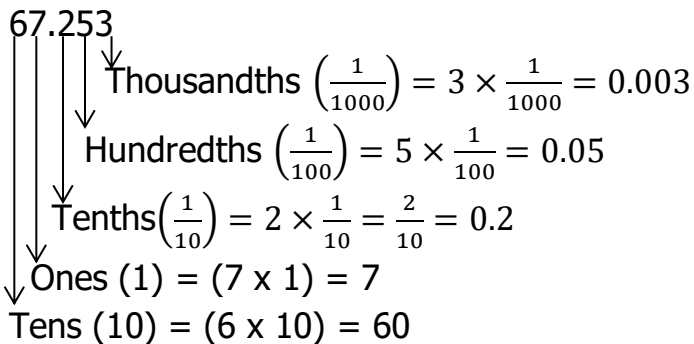 67.253
Thousandths (1/1000) = 3 × 1/1000 = 0.003
Hundredths (1/100) = 5 × 1/100 = 0.05
Tenths(1/10) = 2 × 1/10 = 2/10 = 0.2
Ones (1) = (7 x 1) = 7
Tens (10) = (6 x 10) = 60